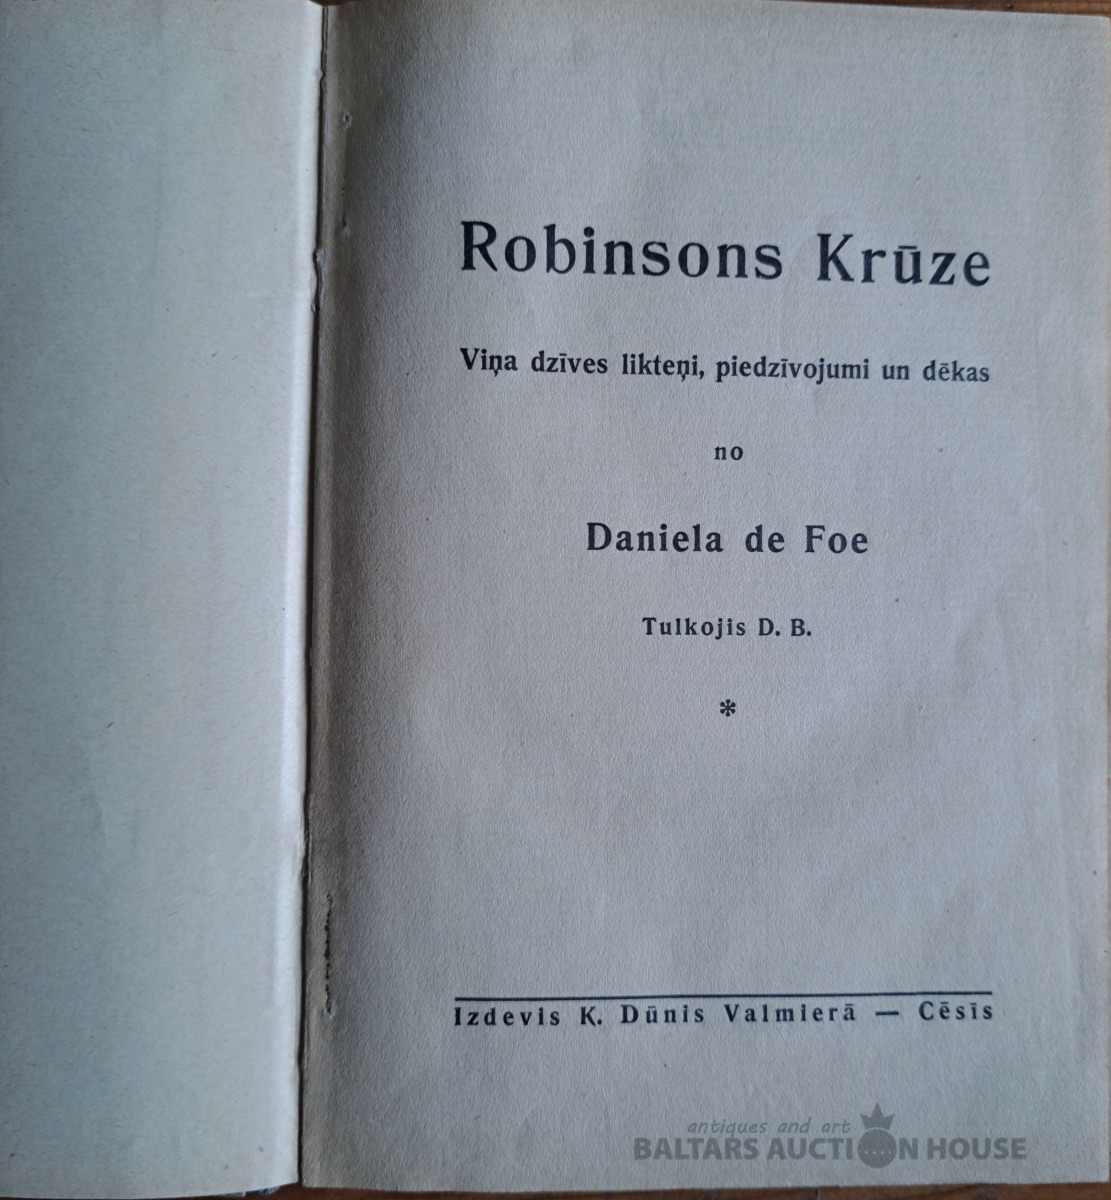 Robinsons Krūze
Viņa dzīves likteņi, piedzīvojumi un dēkas
no
Daniela de Foe
Tulkojis D. B.
*
Izdevis K. Dūnis Valmierā — Cēsīs
antiques and art
BALTARS AUCTION HOUSE